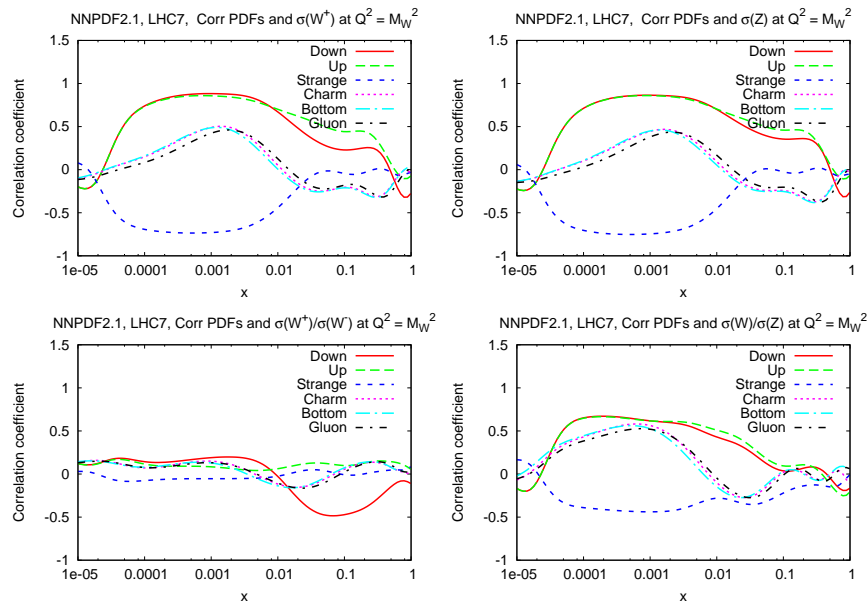 NNPDF2.1, LHC7, Corr PDFs and σ(W⁺) at Q² = M_W²
Correlation coefficient
1.5
1
0.5
0
-0.5
-1
Down
Up
Strange
Charm
Bottom
Gluon
1e-05 0.0001 0.001 0.01 0.1 1
x
NNPDF2.1, LHC7, Corr PDFs and σ(Z) at Q² = M_W²
Correlation coefficient
1.5
1
0.5
0
-0.5
-1
Down
Up
Strange
Charm
Bottom
Gluon
1e-05 0.0001 0.001 0.01 0.1 1
x
NNPDF2.1, LHC7, Corr PDFs and σ(W⁺)/σ(W⁻) at Q² = M_W²
Correlation coefficient
1.5
1
0.5
0
-0.5
-1
Down
Up
Strange
Charm
Bottom
Gluon
1e-05 0.0001 0.001 0.01 0.1 1
x
NNPDF2.1, LHC7, Corr PDFs and σ(W)/σ(Z) at Q² = M_W²
Correlation coefficient
1.5
1
0.5
0
-0.5
-1
Down
Up
Strange
Charm
Bottom
Gluon
1e-05 0.0001 0.001 0.01 0.1 1
x